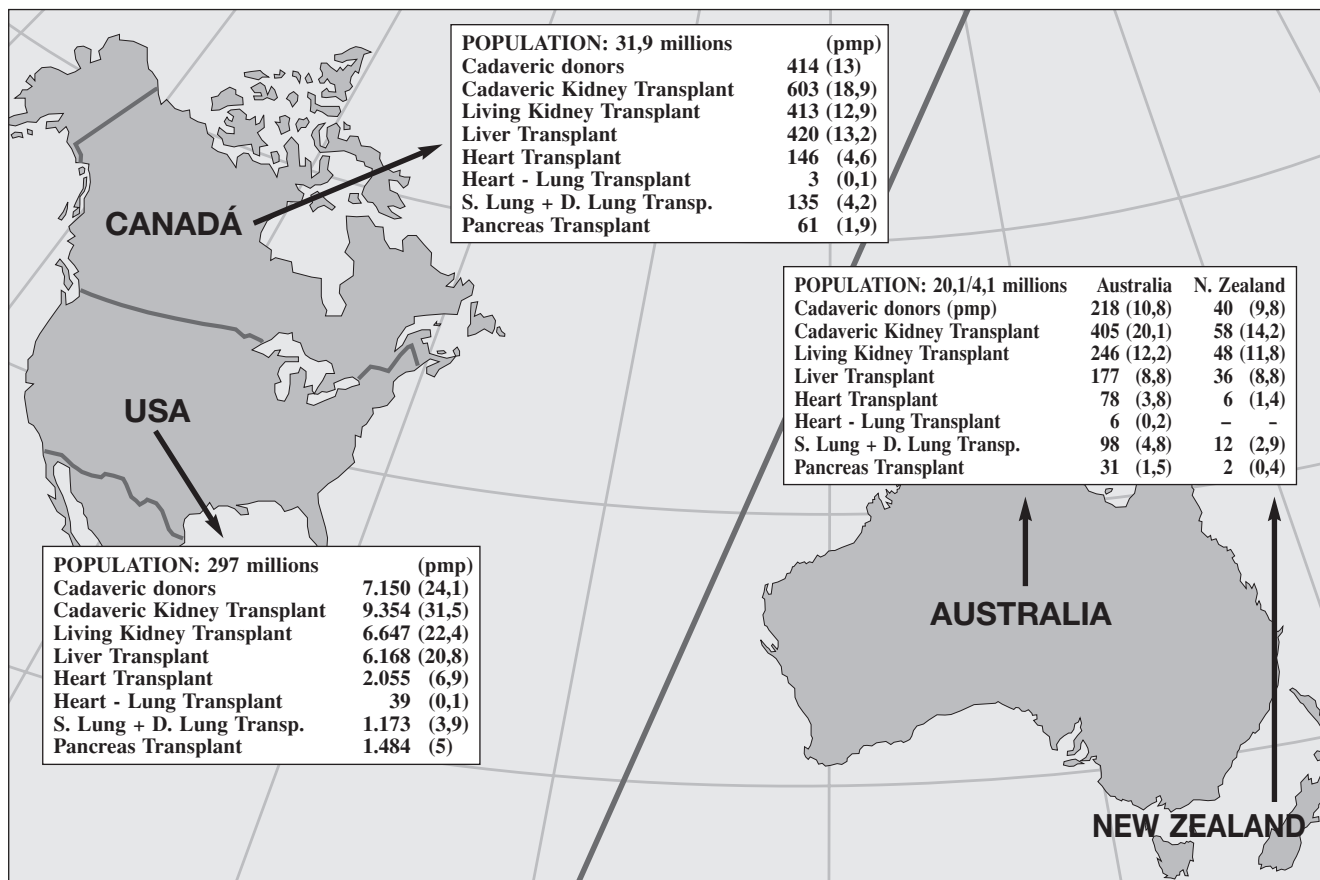 POPULATION: 31,9 millions (pmp)
Cadaveric donors 414 (13)
Cadaveric Kidney Transplant 603 (18,9)
Living Kidney Transplant 413 (12,9)
Liver Transplant 420 (13,2)
Heart Transplant 146 (4,6)
Heart - Lung Transplant 3 (0,1)
S. Lung + D. Lung Transp. 135 (4,2)
Pancreas Transplant 61 (1,9)
CANADÁ
POPULATION: 20,1/4,1 millions Australia N. Zealand
Cadaveric donors (pmp) 218 (10,8) 40 (9,8)
Cadaveric Kidney Transplant 405 (20,1) 58 (14,2)
Living Kidney Transplant 246 (12,2) 48 (11,8)
Liver Transplant 177 (8,8) 36 (8,8)
Heart Transplant 78 (3,8) 6 (1,4)
Heart - Lung Transplant 6 (0,2) – -
S. Lung + D. Lung Transp. 98 (4,8) 12 (2,9)
Pancreas Transplant 31 (1,5) 2 (0,4)
USA
POPULATION: 297 millions (pmp)
Cadaveric donors 7.150 (24,1)
Cadaveric Kidney Transplant 9.354 (31,5)
Living Kidney Transplant 6.647 (22,4)
Liver Transplant 6.168 (20,8)
Heart Transplant 2.055 (6,9)
Heart - Lung Transplant 39 (0,1)
S. Lung + D. Lung Transp. 1.173 (3,9)
Pancreas Transplant 1.484 (5)
AUSTRALIA
NEW ZEALAND